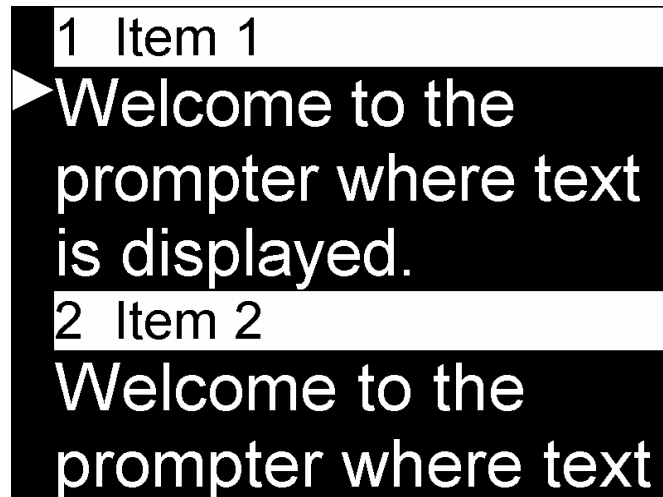 1 Item 1
Welcome to the
prompter where text
is displayed.
2 Item 2
Welcome to the
prompter where text